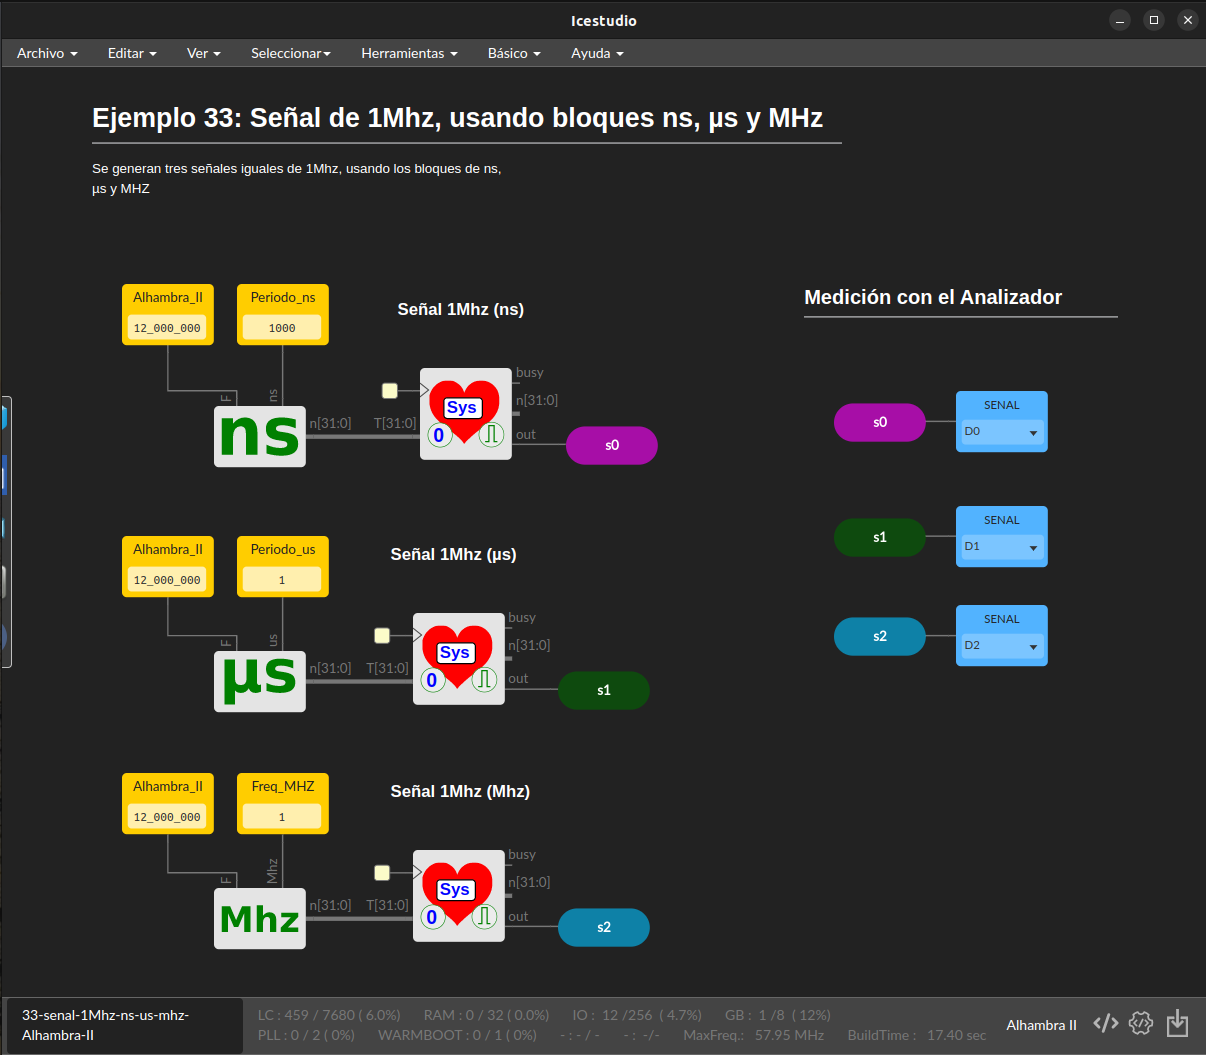 Icestudio
Archivo Editar Ver Seleccionar Herramientas Básico Ayuda
Ejemplo 33: Señal de 1Mhz, usando bloques ns, µs y MHz
Se generan tres señales iguales de 1Mhz, usando los bloques de ns,
µs y MHZ
Alhambra_II
12_000_000
Periodo_ns
1000
Señal 1Mhz (ns)
F
ns
ns
n[31:0]
T[31:0]
Sys
0
busy
n[31:0]
out
s0
Medición con el Analizador
s0
SENAL
D0
s1
SENAL
D1
s2
SENAL
D2
Alhambra_II
12_000_000
Periodo_us
1
Señal 1Mhz (µs)
F
us
µs
n[31:0]
T[31:0]
Sys
0
busy
n[31:0]
out
s1
Alhambra_II
12_000_000
Freq_MHZ
1
Señal 1Mhz (Mhz)
F
Mhz
Mhz
n[31:0]
T[31:0]
Sys
0
busy
n[31:0]
out
s2
33-senal-1Mhz-ns-us-mhz-
Alhambra-II
LC : 459 / 7680 ( 6.0%) RAM : 0 / 32 ( 0.0%) IO : 12 /256 ( 4.7%) GB : 1 /8 ( 12%)
PLL : 0 / 2 ( 0%) WARMBOOT : 0 / 1 ( 0%) - : - / - - : -/- MaxFreq.: 57.95 MHz BuildTime : 17.40 sec
Alhambra II